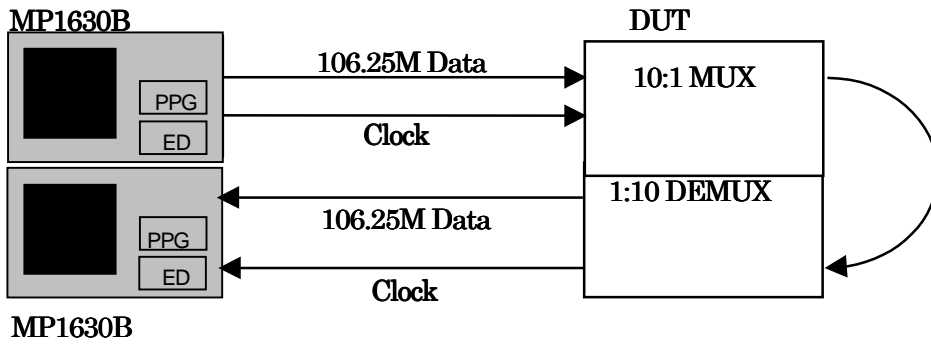 MP1630B
DUT
106.25M Data
10:1 MUX
PPG
ED
Clock
1:10 DEMUX
106.25M Data
PPG
ED
Clock
MP1630B